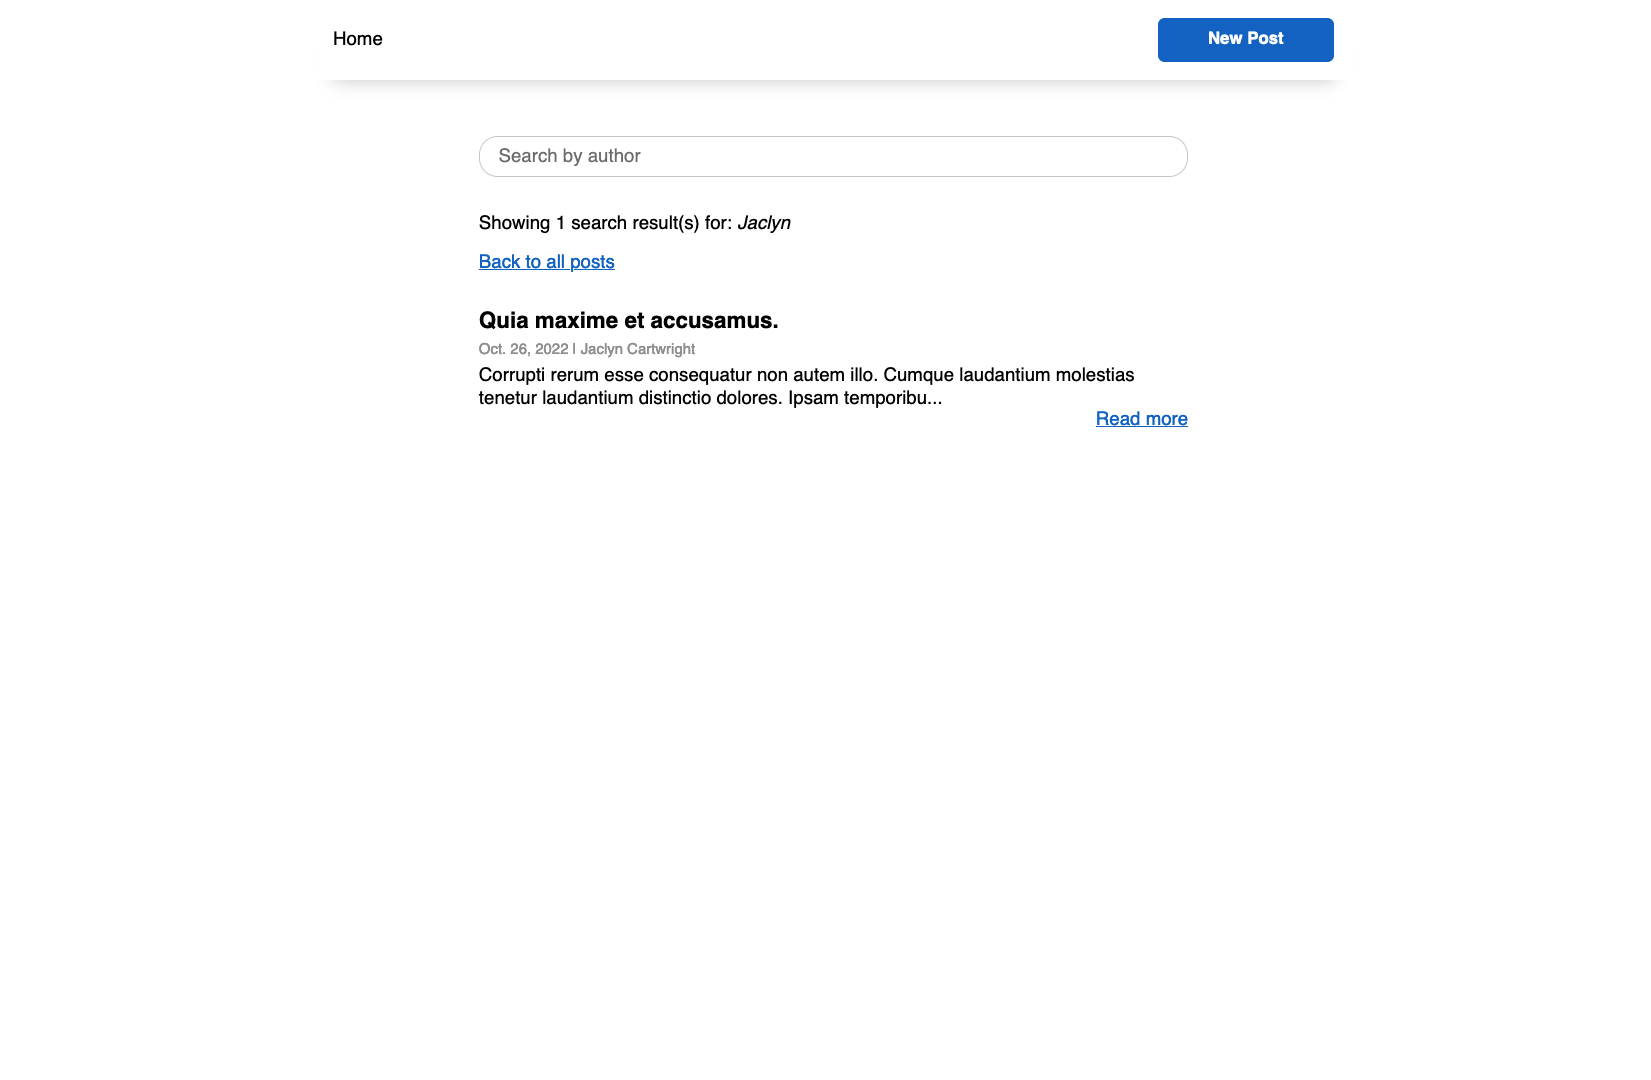 Home
New Post
Search by author
Showing 1 search result(s) for: Jaclyn
Back to all posts
Quia maxime et accusamus.
Oct. 26, 2022 | Jaclyn Cartwright
Corrupti rerum esse consequatur non autem illo. Cumque laudantium molestias
tenetur laudantium distinctio dolores. Ipsam temporibu...
Read more